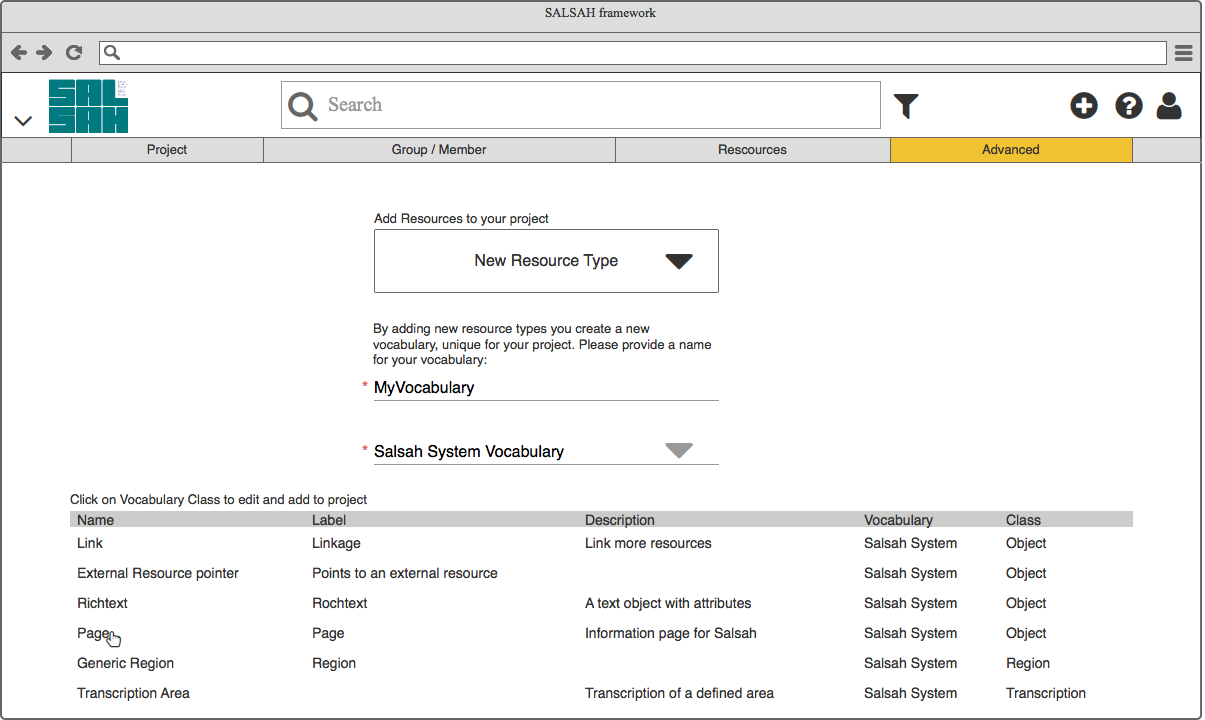 SALSAH framework
SAL
SAH
Search
Project Group / Member Rescources Advanced
Add Resources to your project
New Resource Type
By adding new resource types you create a new
vocabulary, unique for your project. Please provide a name
for your vocabulary:
* MyVocabulary
* Salsah System Vocabulary
Click on Vocabulary Class to edit and add to project
Name Label Description Vocabulary Class
Link Linkage Link more resources Salsah System Object
External Resource pointer Points to an external resource Salsah System Object
Richtext Rochtext A text object with attributes Salsah System Object
Page Page Information page for Salsah Salsah System Object
Generic Region Region Salsah System Region
Transcription Area Transcription of a defined area Salsah System Transcription